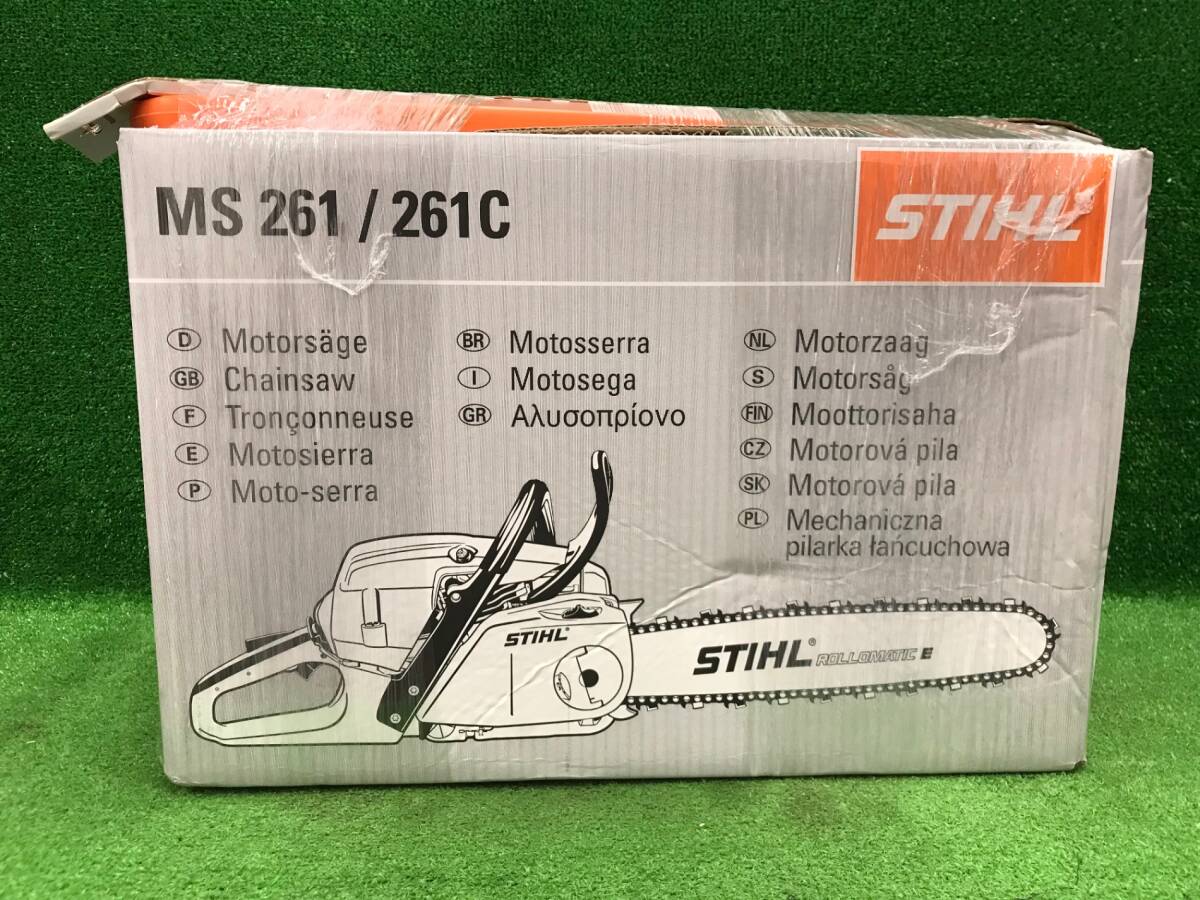 MS 261 / 261C
STIHL
D Motorsäge
GB Chainsaw
F Tronçonneuse
E Motosierra
P Moto-serra
BR Motosserra
I Motosega
GR Αλυσοπρίονο
NL Motorzaag
S Motorsåg
FIN Moottorisaha
CZ Motorová pila
SK Motorová pila
PL Mechaniczna
pilarka łańcuchowa
STIHL®
STIHL® ROLLOMATIC E